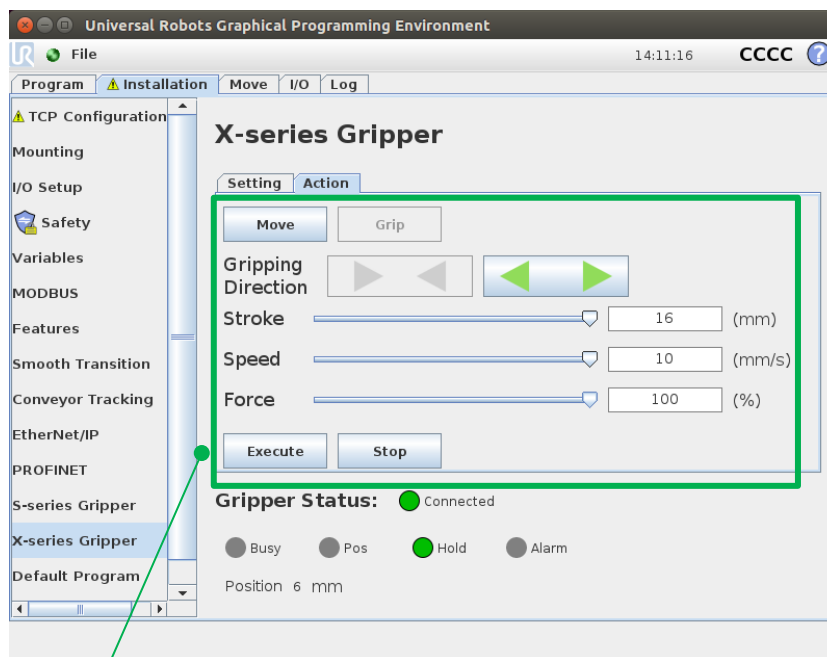 Universal Robots Graphical Programming Environment
UR File 14:11:16 CCCC ?
Program Installation Move I/O Log
TCP Configuration
Mounting
I/O Setup
Safety
Variables
MODBUS
Features
Smooth Transition
Conveyor Tracking
EtherNet/IP
PROFINET
S-series Gripper
X-series Gripper
Default Program
X-series Gripper
Setting Action
Move Grip
Gripping
Direction
Stroke 16 (mm)
Speed 10 (mm/s)
Force 100 (%)
Execute Stop
Gripper Status: Connected
Busy Pos Hold Alarm
Position 6 mm